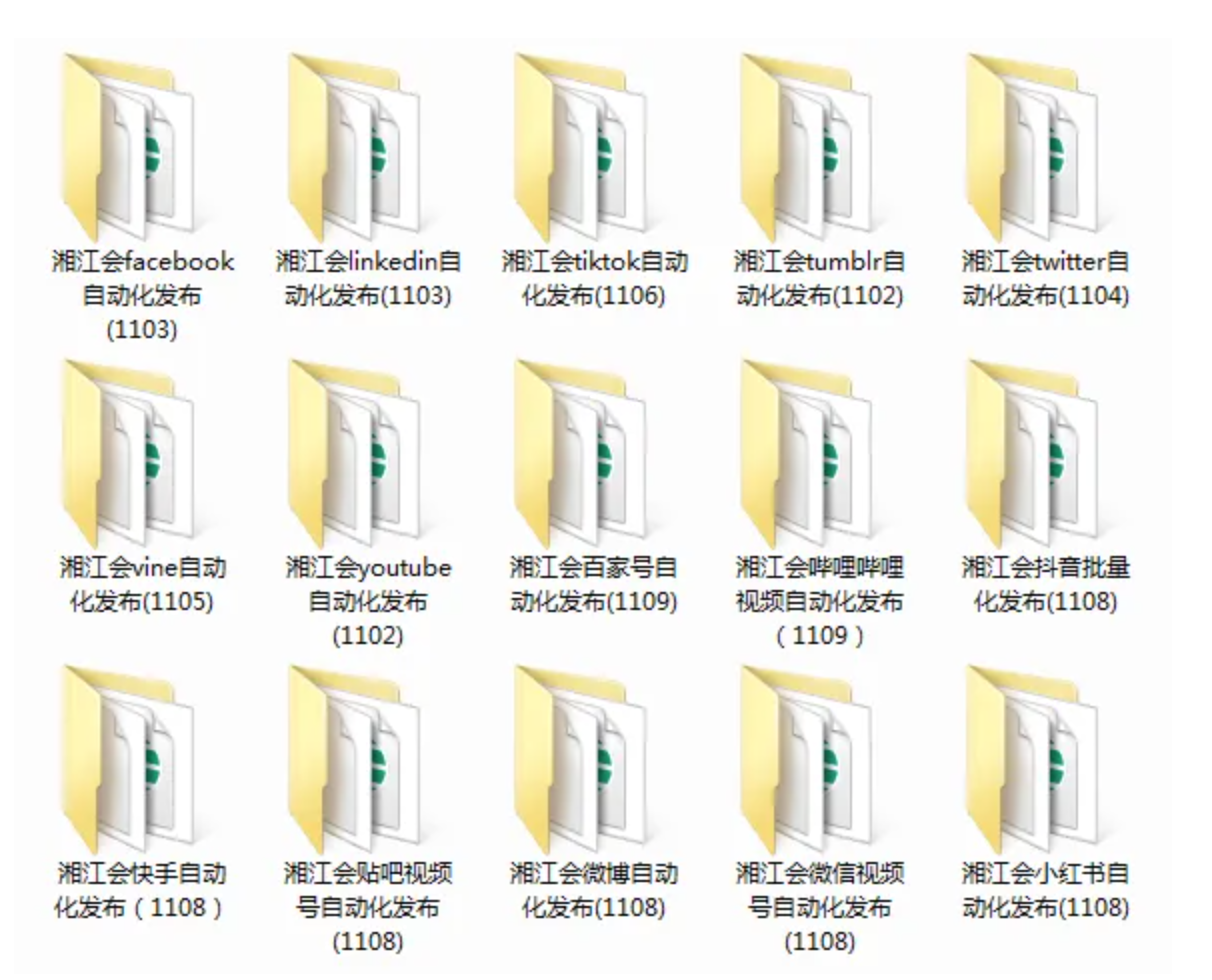 湘江会facebook
自动化发布
(1103)
湘江会linkedin自
动化发布(1103)
湘江会tiktok自动
化发布(1106)
湘江会tumblr自
动化发布(1102)
湘江会twitter自
动化发布(1104)
湘江会vine自动
化发布(1105)
湘江会youtube
自动化发布
(1102)
湘江会百家号自
动化发布(1109)
湘江会哔哩哔哩
视频自动化发布
（1109）
湘江会抖音批量
化发布(1108)
湘江会快手自动
化发布（1108）
湘江会贴吧视频
号自动化发布
(1108)
湘江会微博自动
化发布(1108)
湘江会微信视频
号自动化发布
(1108)
湘江会小红书自
动化发布(1108)